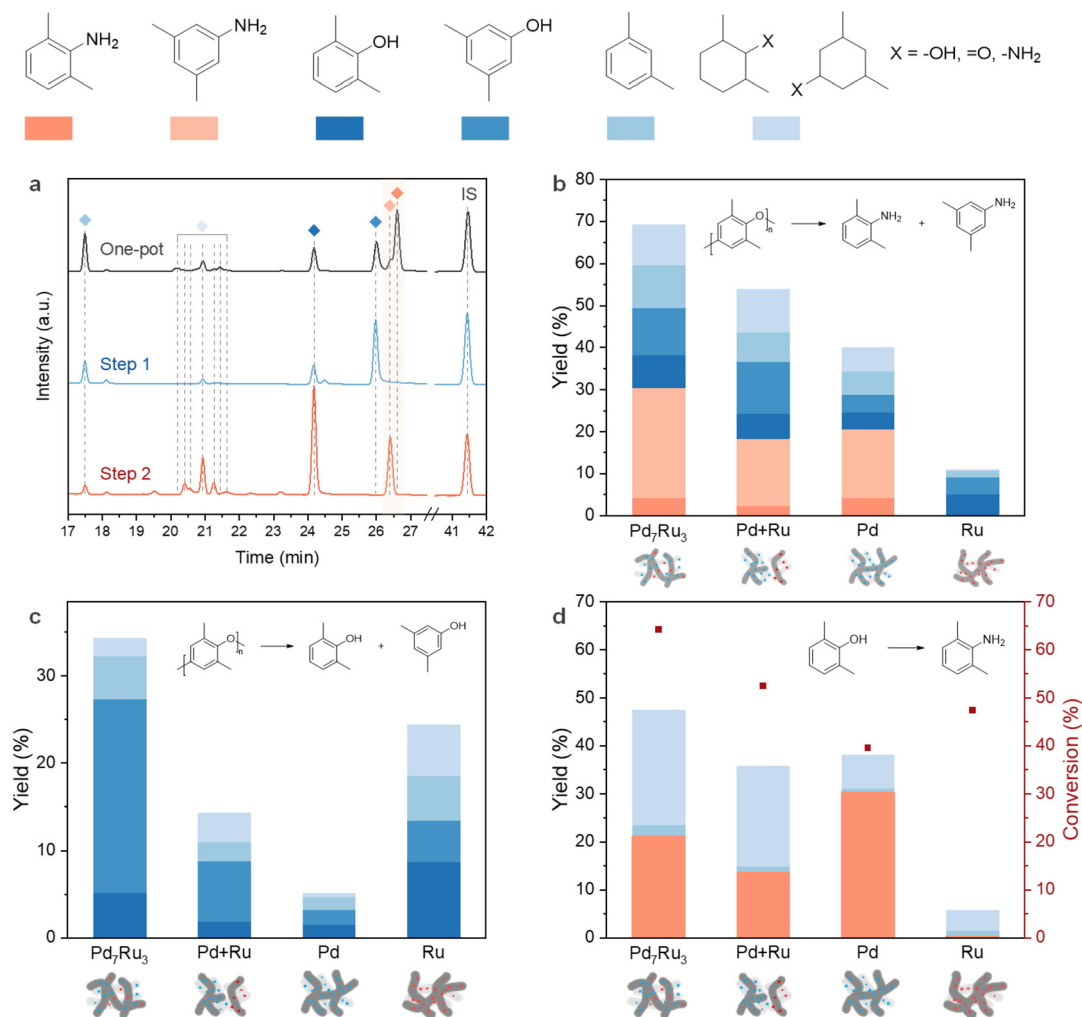 NH₂
NH₂
OH
OH
X
X
X = -OH, =O, -NH₂
a
IS
One-pot
Step 1
Step 2
Intensity (a.u.)
17 18 19 20 21 22 24 25 26 27 41 42
Time (min)
b
80
70
60
50
40
30
20
10
0
Yield (%)
O
n
NH₂
+
NH₂
Pd₇Ru₃ Pd+Ru Pd Ru
c
30
20
10
0
Yield (%)
O
n
OH
+
OH
Pd₇Ru₃ Pd+Ru Pd Ru
d
70
60
50
40
30
20
10
0
Yield (%)
OH
NH₂
70
60
50
40
30
20
10
0
Conversion (%)
Pd₇Ru₃ Pd+Ru Pd Ru